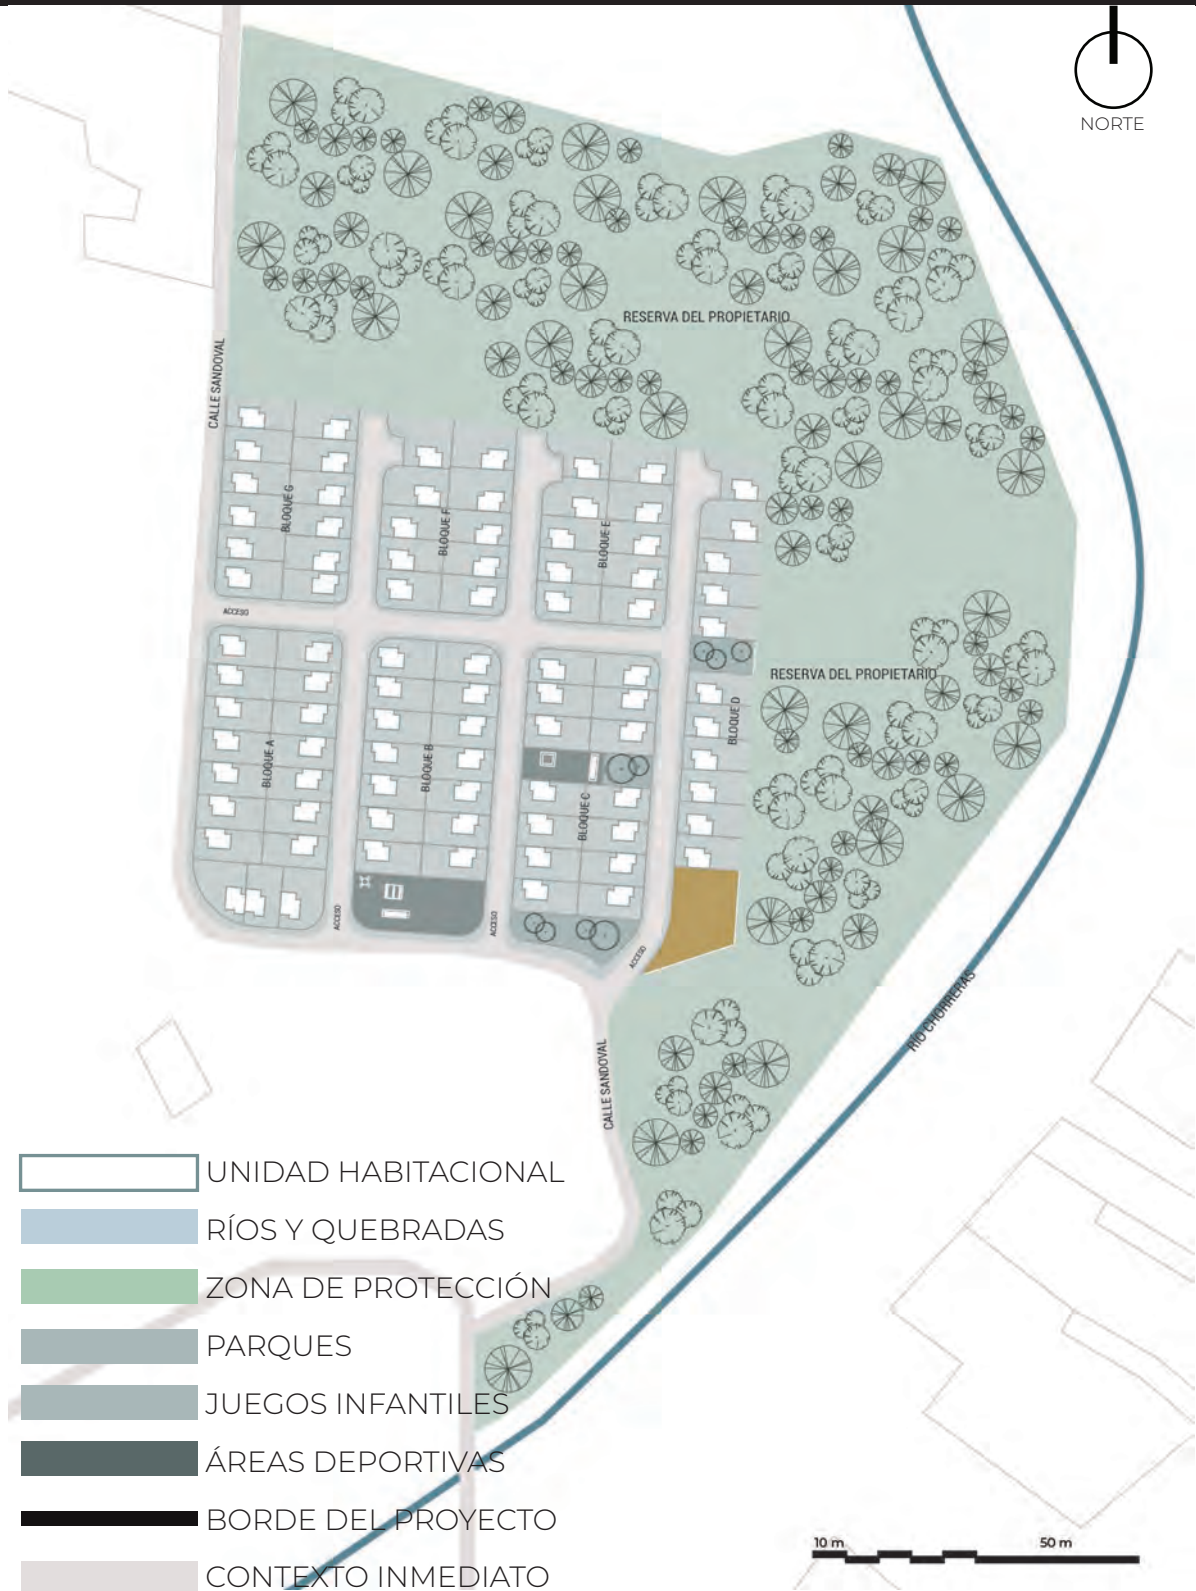 NORTE
RESERVA DEL PROPIETARIO
CALLE SANDOVAL
BLOQUE G
BLOQUE F
BLOQUE E
ACCESO
RESERVA DEL PROPIETARIO
BLOQUE D
BLOQUE A
BLOQUE B
BLOQUE C
ACCESO
ACCESO
ACCESO
RÍO CHORRERAS
CALLE SANDOVAL
UNIDAD HABITACIONAL
RÍOS Y QUEBRADAS
ZONA DE PROTECCIÓN
PARQUES
JUEGOS INFANTILES
ÁREAS DEPORTIVAS
BORDE DEL PROYECTO
CONTEXTO INMEDIATO
10 m
50 m